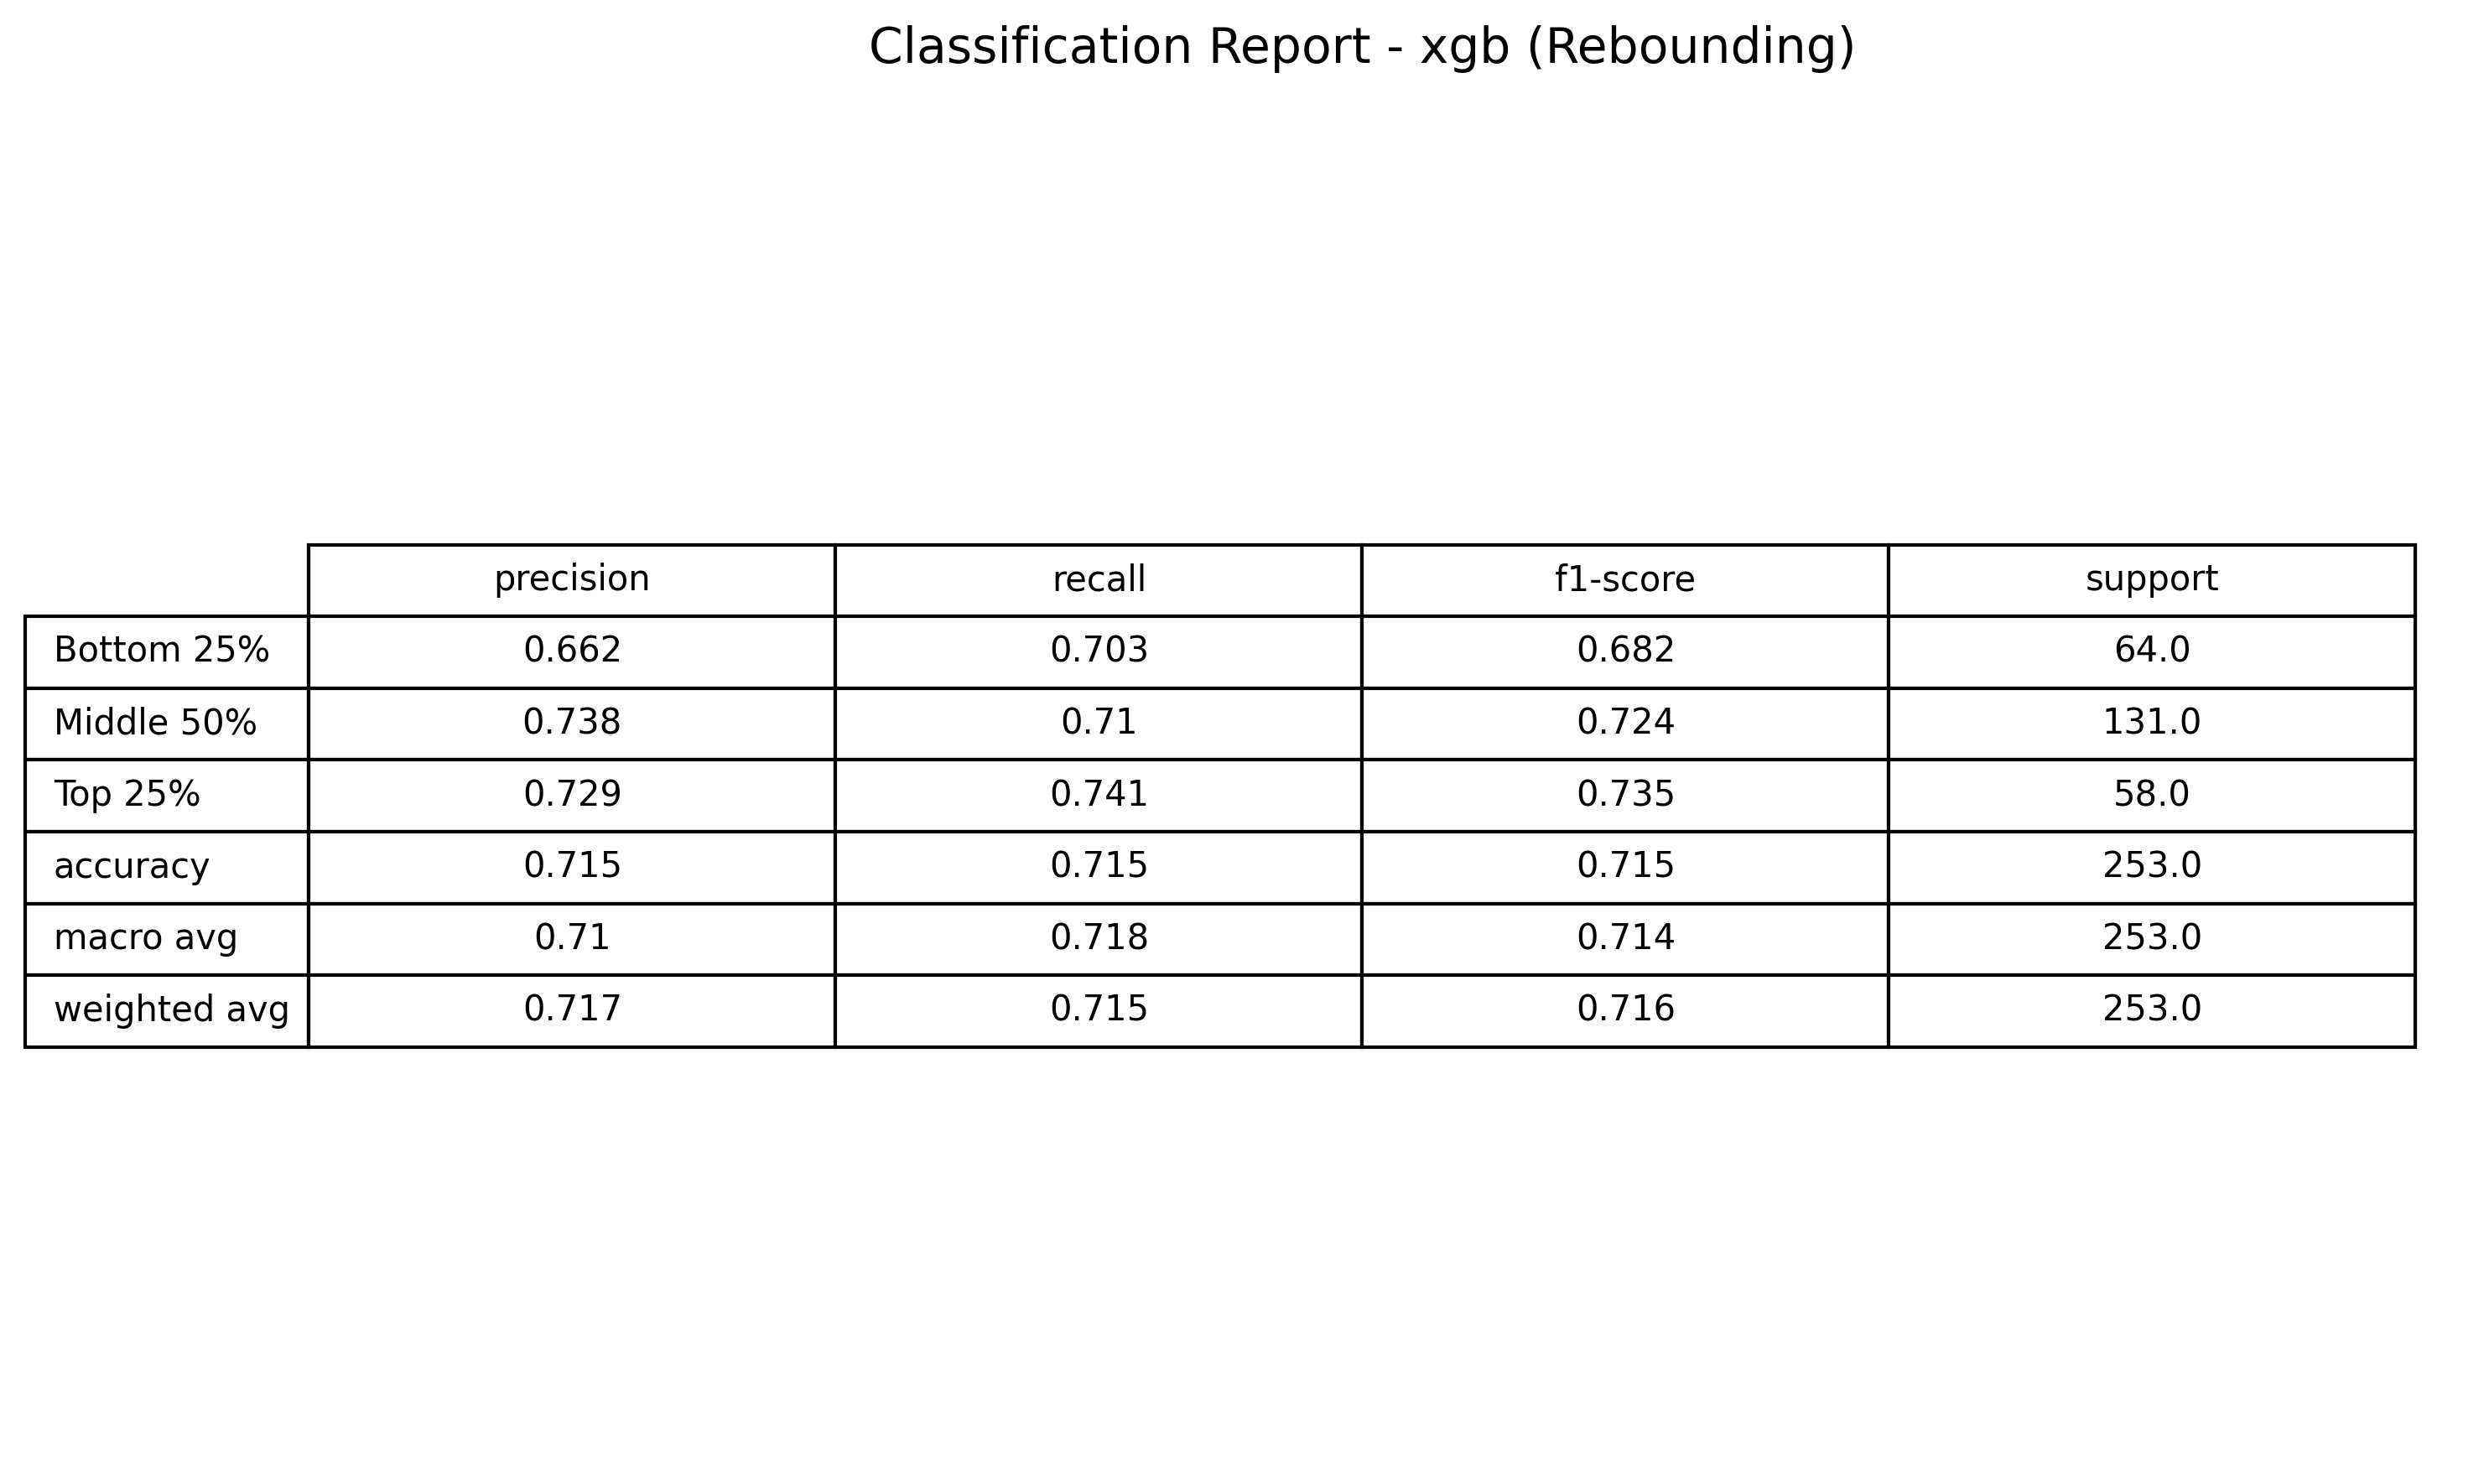 Classification Report - xgb (Rebounding)
precision recall f1-score support
Bottom 25% 0.662 0.703 0.682 64.0
Middle 50% 0.738 0.71 0.724 131.0
Top 25% 0.729 0.741 0.735 58.0
accuracy 0.715 0.715 0.715 253.0
macro avg 0.71 0.718 0.714 253.0
weighted avg 0.717 0.715 0.716 253.0